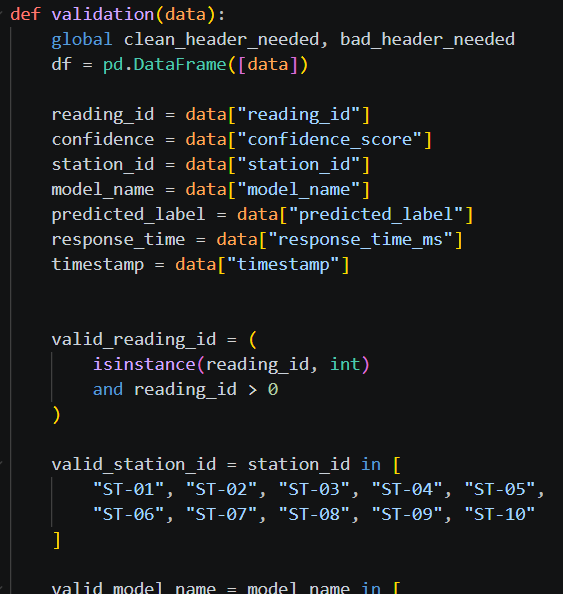 def validation(data):
    global clean_header_needed, bad_header_needed
    df = pd.DataFrame([data])

    reading_id = data["reading_id"]
    confidence = data["confidence_score"]
    station_id = data["station_id"]
    model_name = data["model_name"]
    predicted_label = data["predicted_label"]
    response_time = data["response_time_ms"]
    timestamp = data["timestamp"]


    valid_reading_id = (
        isinstance(reading_id, int)
        and reading_id > 0
    )

    valid_station_id = station_id in [
        "ST-01", "ST-02", "ST-03", "ST-04", "ST-05",
        "ST-06", "ST-07", "ST-08", "ST-09", "ST-10"
    ]

    valid_model_name = model_name in [